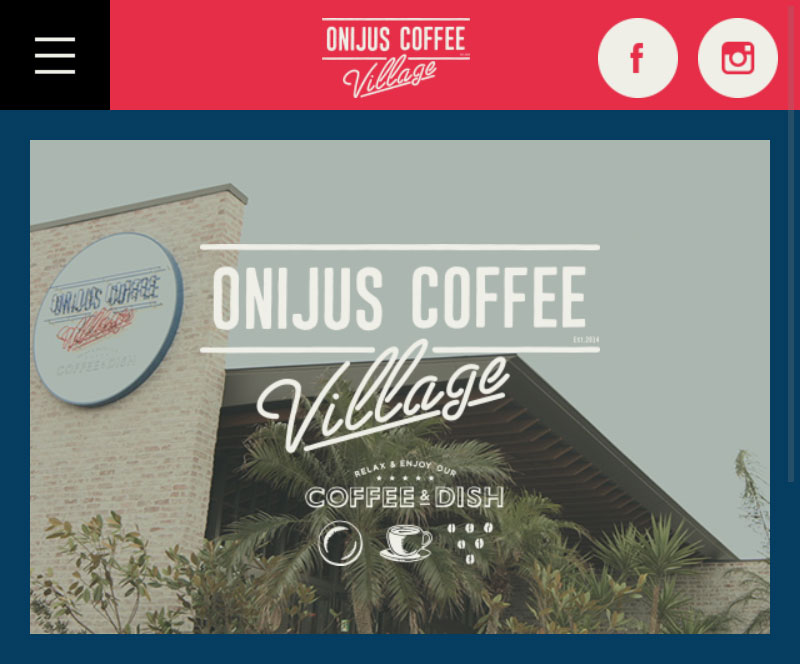 ONIJUS COFFEE
Village
f
ONIJUS COFFEE
EST.2014
Village
ONIJUS COFFEE
Village
COFFEE & DISH
RELAX & ENJOY OUR
COFFEE & DISH